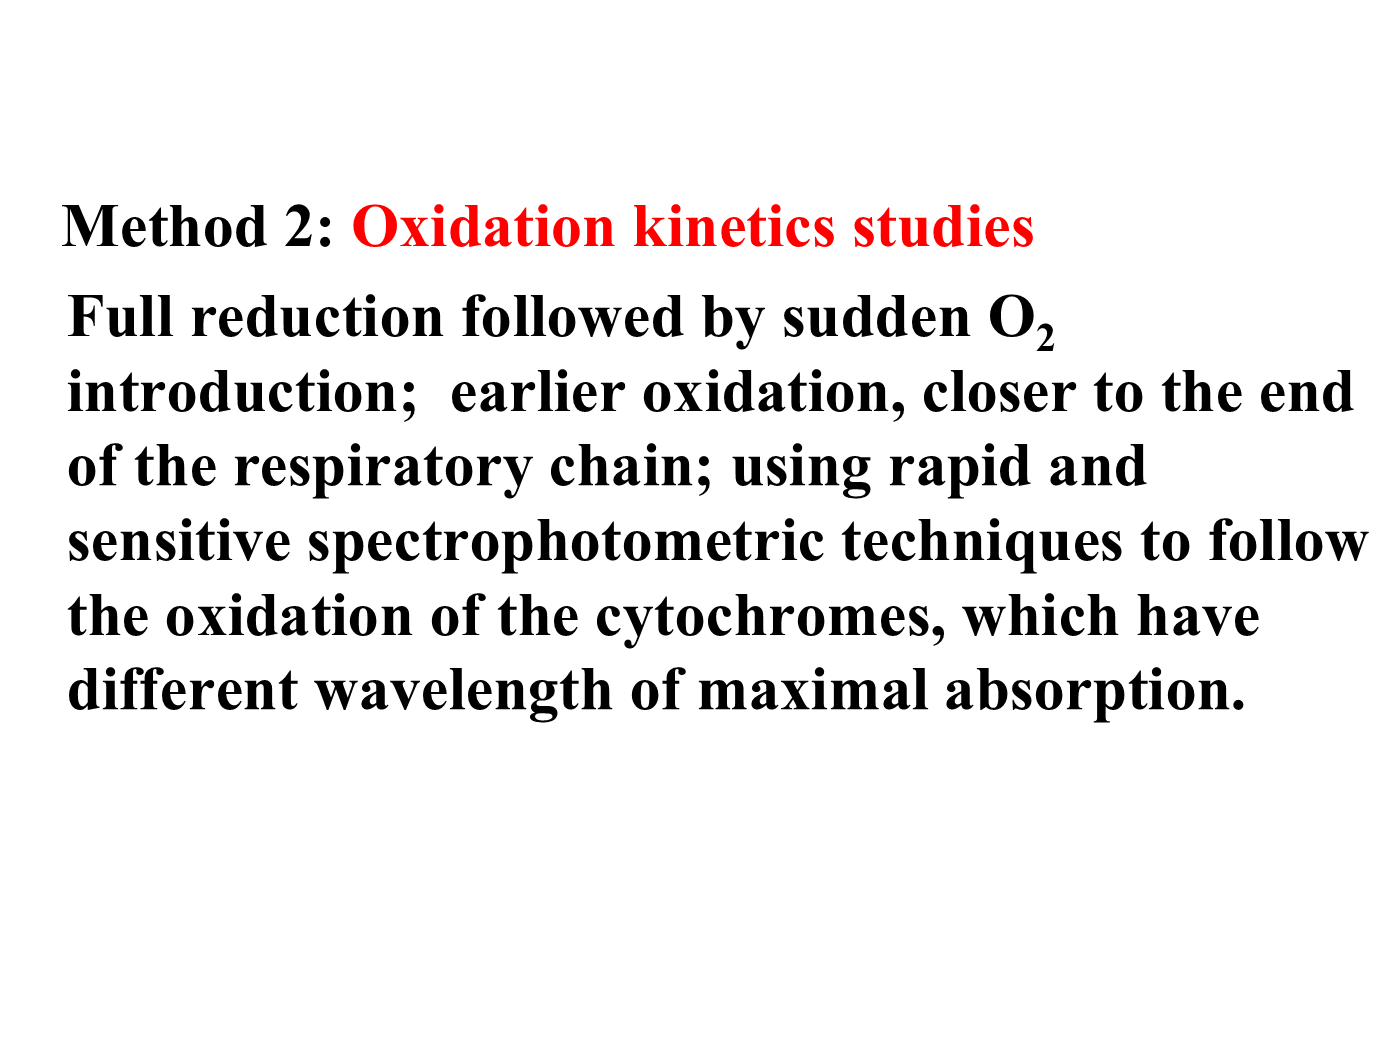 Method 2: Oxidation kinetics studies
Full reduction followed by sudden O₂
introduction;  earlier oxidation, closer to the end
of the respiratory chain; using rapid and
sensitive spectrophotometric techniques to follow
the oxidation of the cytochromes, which have
different wavelength of maximal absorption.